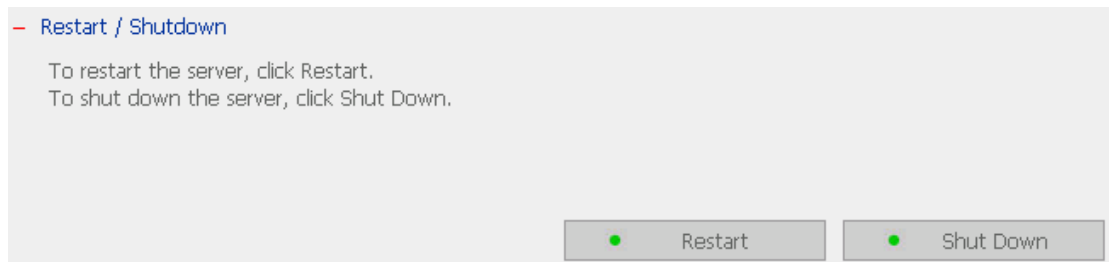 – Restart / Shutdown
To restart the server, click Restart.
To shut down the server, click Shut Down.
Restart
Shut Down